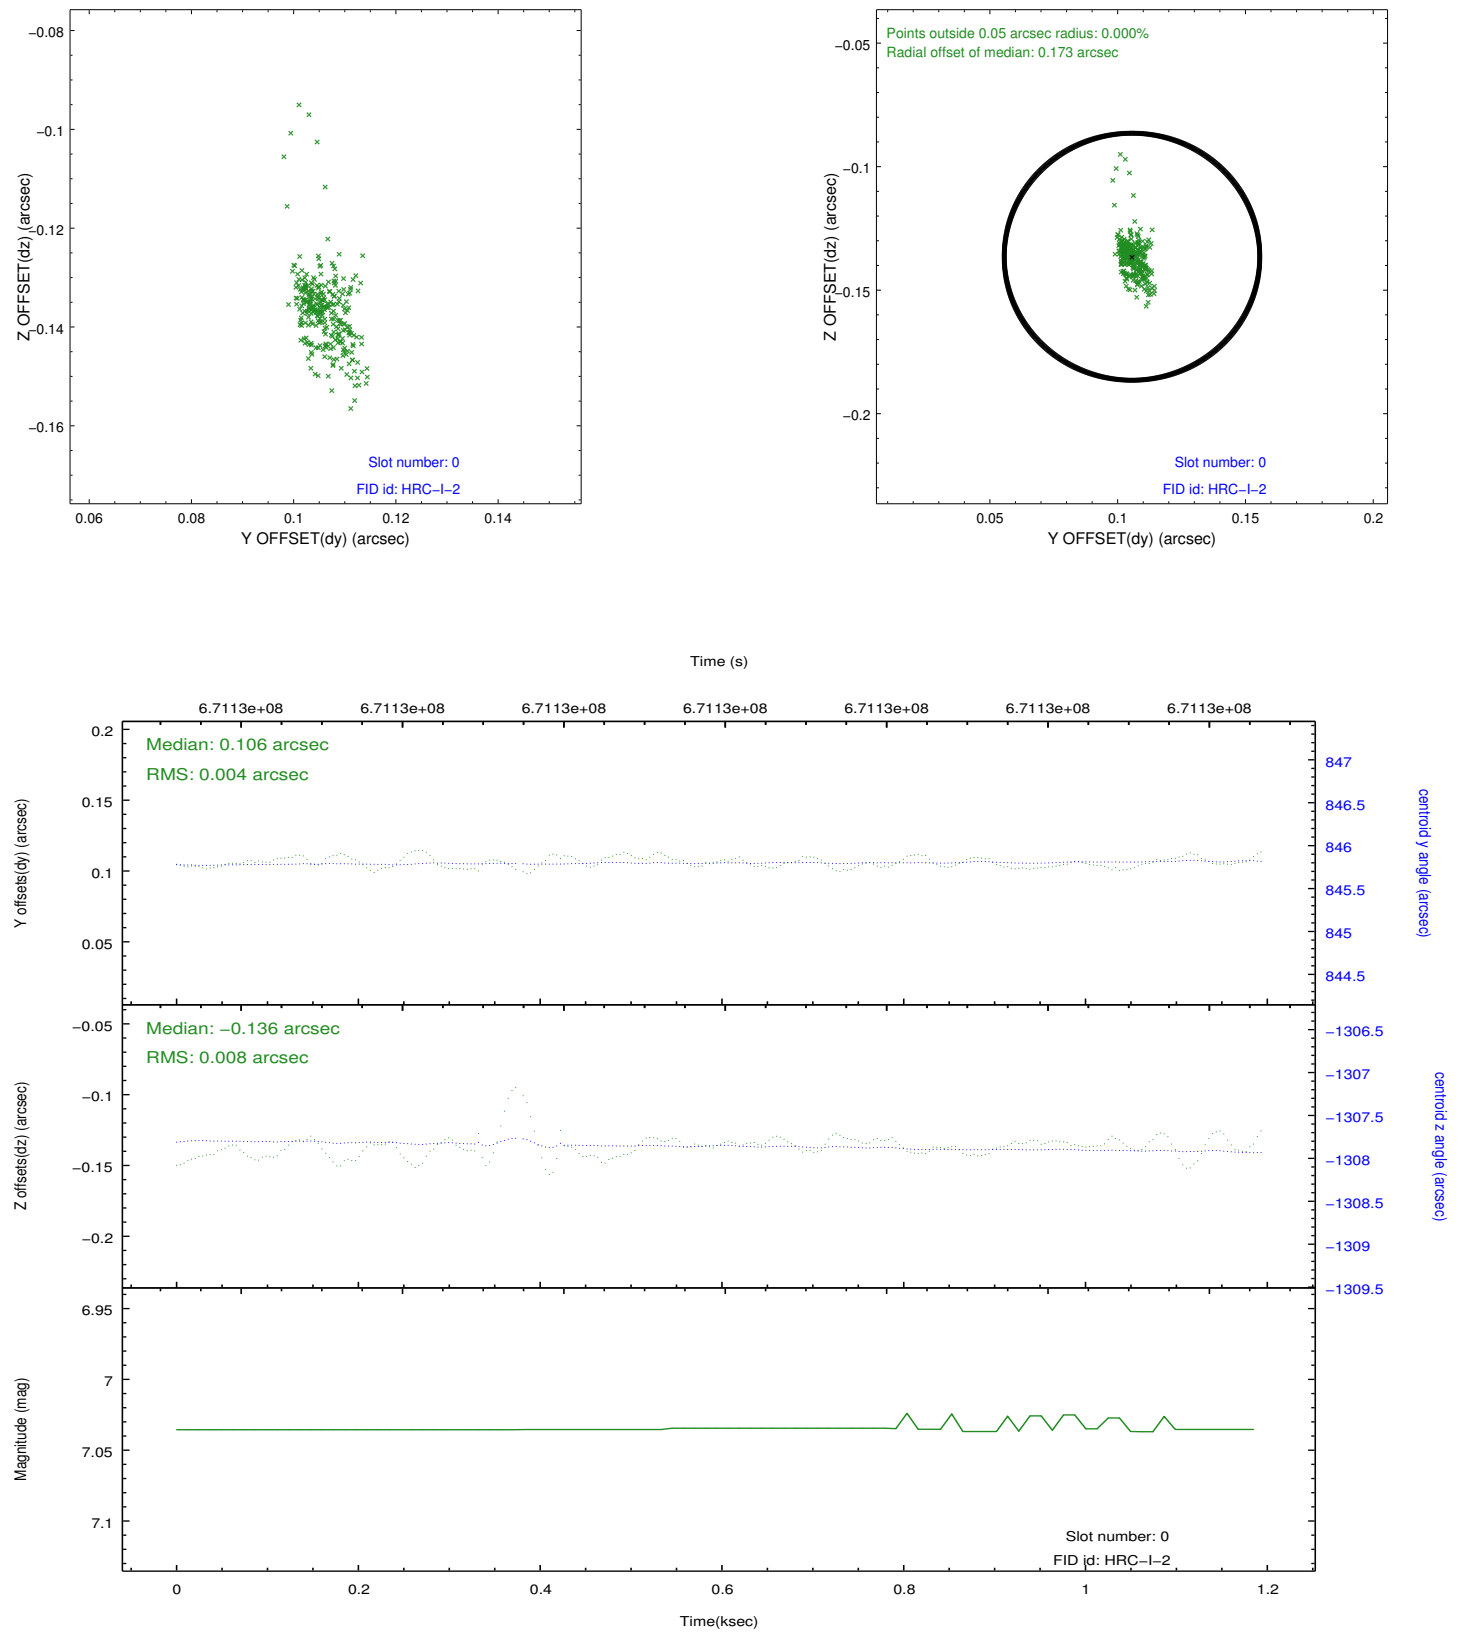 −0.08
−0.1
−0.12
−0.14
−0.16
Z OFFSET(dz) (arcsec)
Slot number: 0
FID id: HRC−I−2
0.06 0.08 0.1 0.12 0.14
Y OFFSET(dy) (arcsec)
Points outside 0.05 arcsec radius: 0.000%
Radial offset of median: 0.173 arcsec
−0.05
−0.1
−0.15
−0.2
Z OFFSET(dz) (arcsec)
Slot number: 0
FID id: HRC−I−2
0.05 0.1 0.15 0.2
Y OFFSET(dy) (arcsec)
Time (s)
6.7113e+08 6.7113e+08 6.7113e+08 6.7113e+08 6.7113e+08 6.7113e+08 6.7113e+08
Median: 0.106 arcsec
RMS: 0.004 arcsec
0.2
0.15
0.1
0.05
Y offsets(dy) (arcsec)
847
846.5
846
845.5
845
844.5
centroid y angle (arcsec)
Median: −0.136 arcsec
RMS: 0.008 arcsec
−0.05
−0.1
−0.15
−0.2
Z offsets(dz) (arcsec)
−1306.5
−1307
−1307.5
−1308
−1308.5
−1309
−1309.5
centroid z angle (arcsec)
6.95
7
7.05
7.1
Magnitude (mag)
Slot number: 0
FID id: HRC−I−2
0 0.2 0.4 0.6 0.8 1 1.2
Time(ksec)